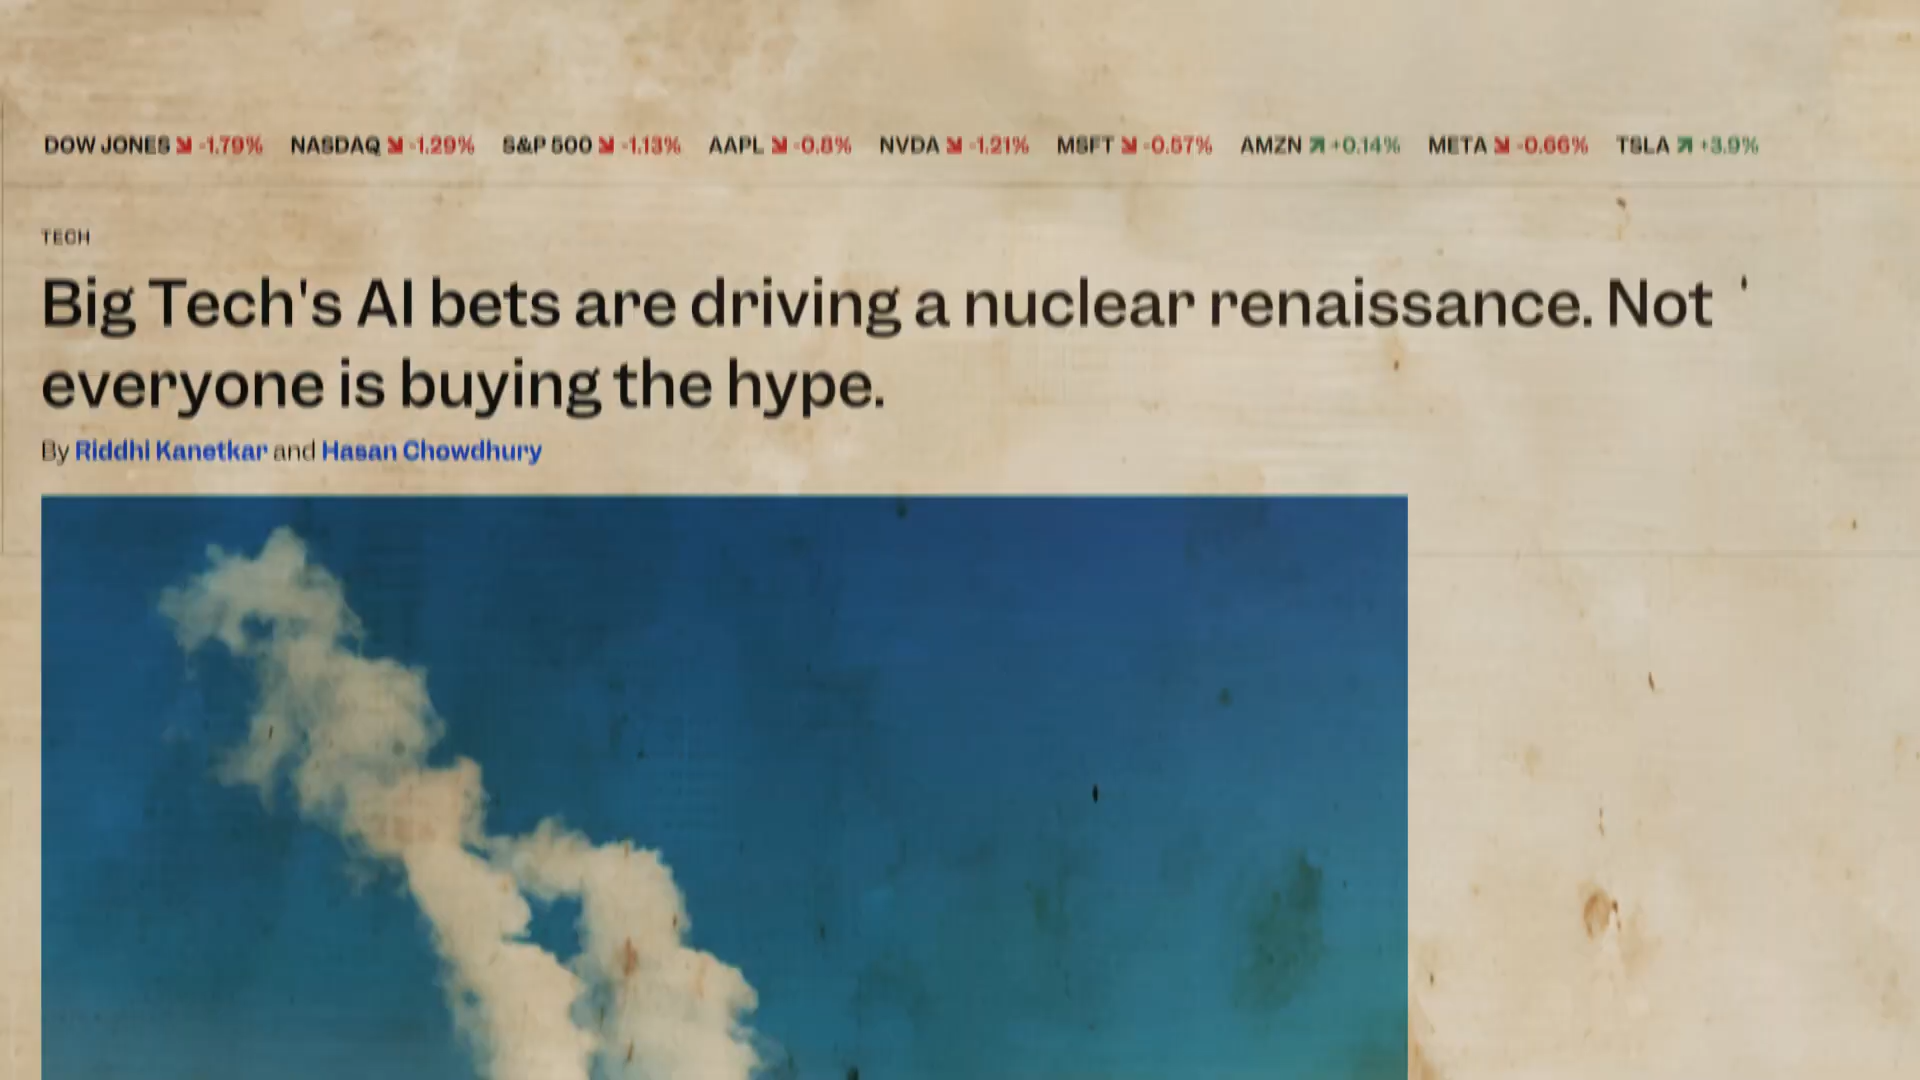 DOW JONES -1.79% NASDAQ -1.29% S&P 500 -1.13% AAPL -0.8% NVDA -1.21% MSFT -0.57% AMZN +0.14% META -0.66% TSLA +3.9%
TECH
Big Tech's AI bets are driving a nuclear renaissance. Not
everyone is buying the hype.
By Riddhi Kanetkar and Hasan Chowdhury